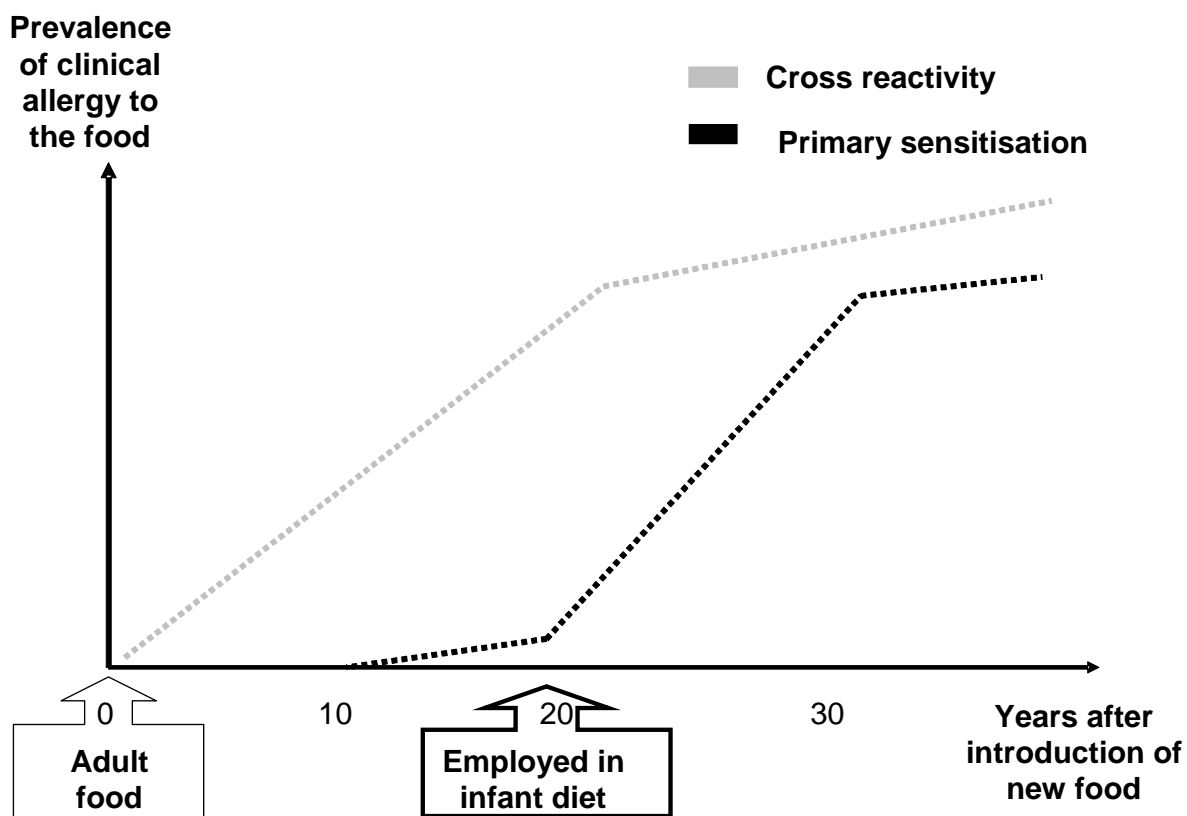 Prevalence
of clinical
allergy to
the food
Cross reactivity
Primary sensitisation
0
10
20
30
Years after
introduction of
new food
Adult
food
Employed in
infant diet